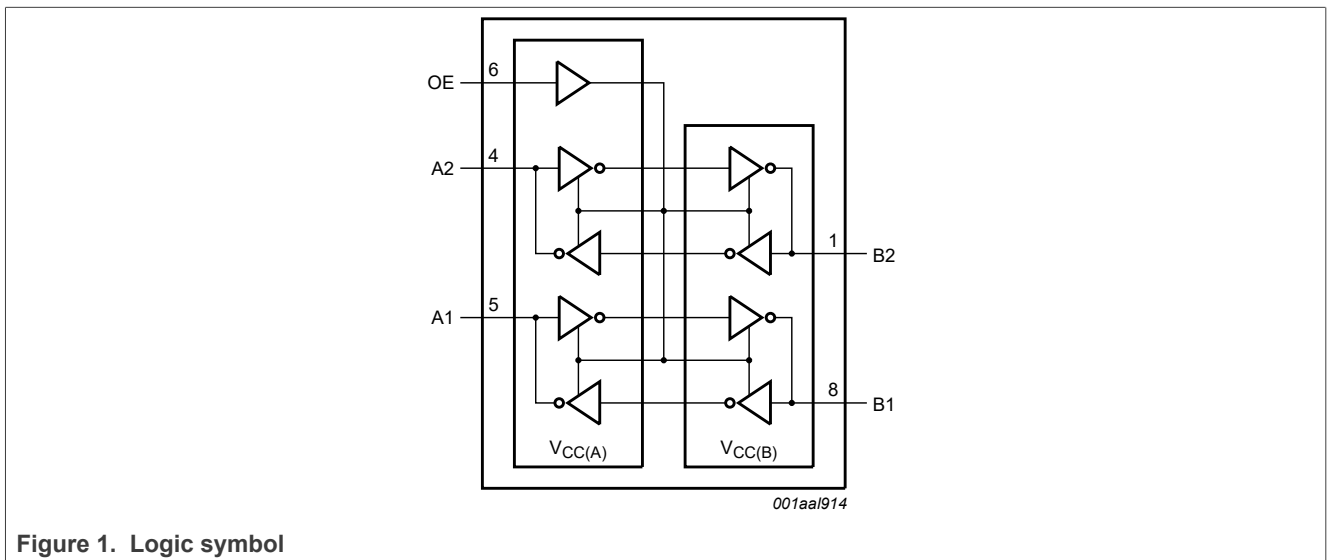 OE 6
A2 4
1 B2
A1 5
8 B1
VCC(A) VCC(B)
001aal914
Figure 1. Logic symbol